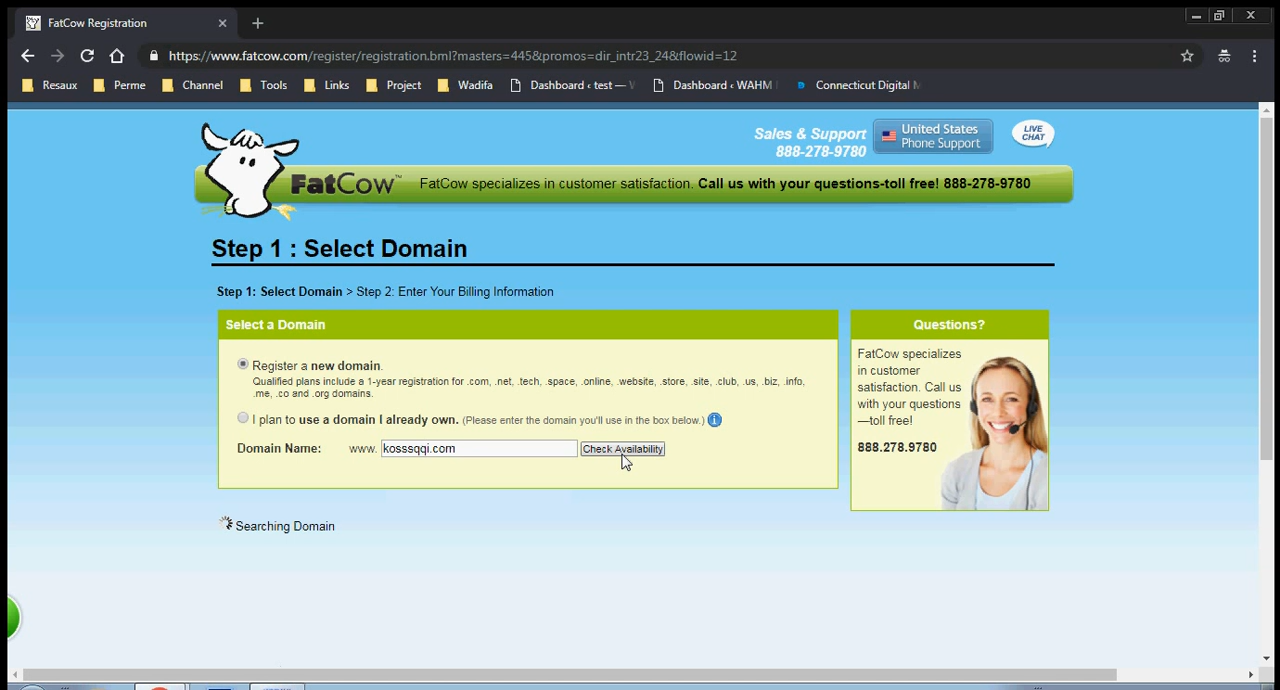 FatCow Registration
https://www.fatcow.com/register/registration.bml?masters=445&promos=dir_intr23_24&flowid=12
Resaux Perme Channel Tools Links Project Wadifa Dashboard ‹ test — Dashboard ‹ WAHM Connecticut Digital
Sales & Support
888-278-9780
United States
Phone Support
LIVE
CHAT
FatCow™ FatCow specializes in customer satisfaction. Call us with your questions-toll free! 888-278-9780
Step 1 : Select Domain
Step 1: Select Domain > Step 2: Enter Your Billing Information
Select a Domain
Register a new domain.
Qualified plans include a 1-year registration for .com, .net, .tech, .space, .online, .website, .store, .site, .club, .us, .biz, .info,
.me, .co and .org domains.
I plan to use a domain I already own. (Please enter the domain you'll use in the box below.) i
Domain Name: www. kosssqqi.com Check Availability
Searching Domain
Questions?
FatCow specializes
in customer
satisfaction. Call us
with your questions
—toll free!
888.278.9780